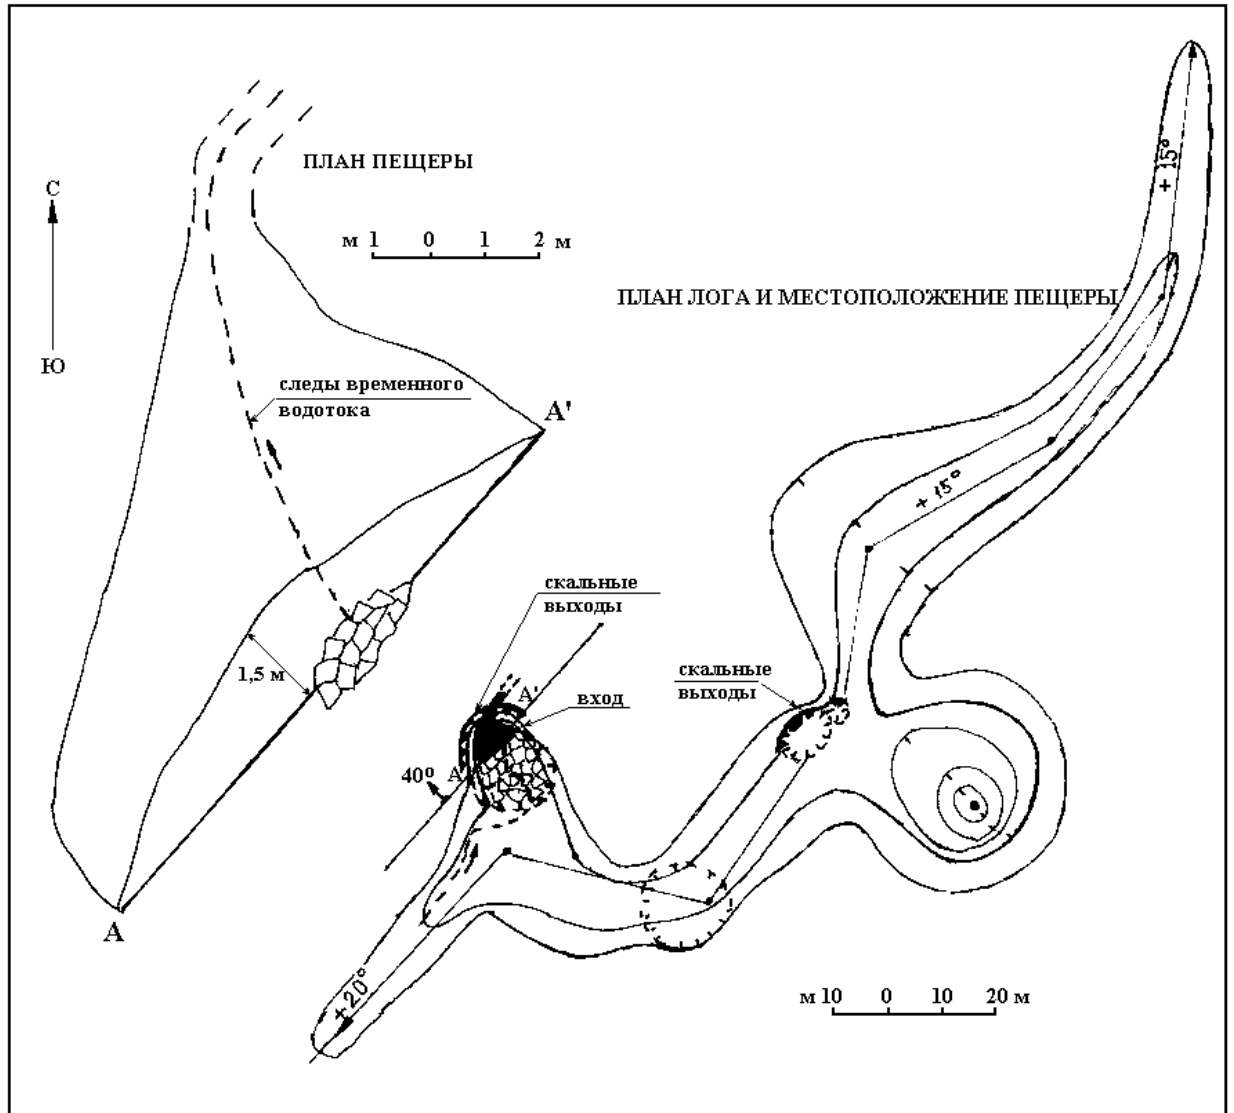 ПЛАН ПЕЩЕРЫ
С
м 1 0 1 2 м
Ю
ПЛАН ЛОГА И МЕСТОПОЛОЖЕНИЕ ПЕЩЕРЫ
+ 15°
следы временного
водотока
А'
+ 15°
скальные
выходы
1,5 м
скальные
выходы
А'
вход
40°
А
А
+20°
м 10 0 10 20 м